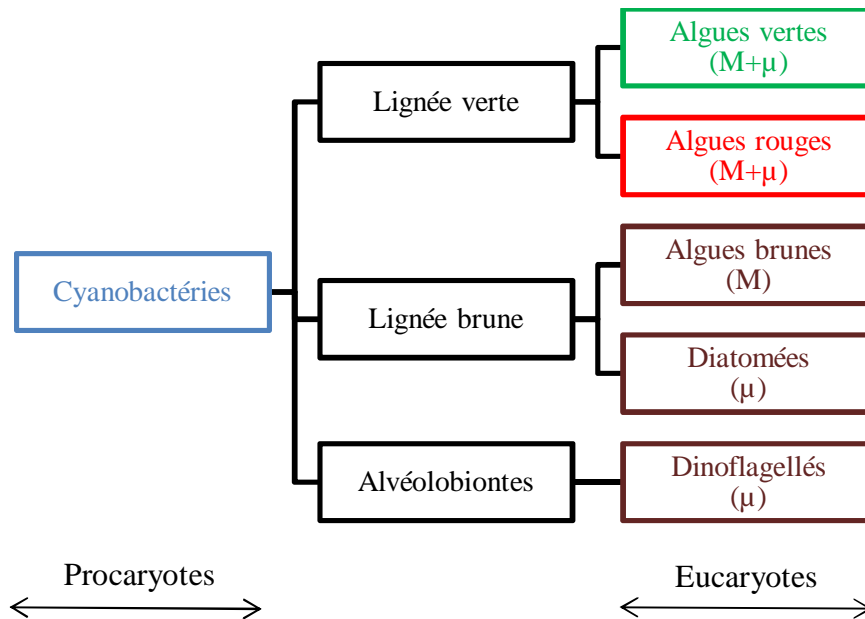 Algues vertes
(M+µ)
Lignée verte
Algues rouges
(M+µ)
Cyanobactéries
Algues brunes
(M)
Lignée brune
Diatomées
(µ)
Alvéolobiontes
Dinoflagellés
(µ)
Procaryotes
Eucaryotes